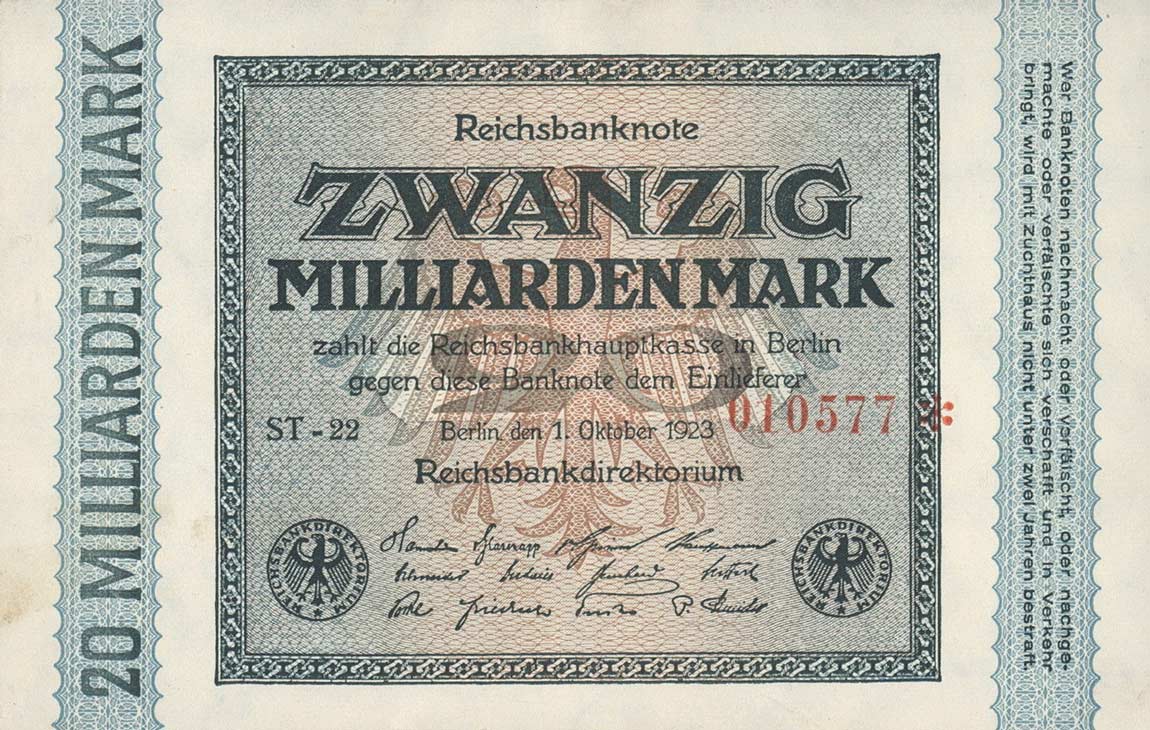 20 MILLIARDEN MARK
Reichsbanknote
ZWANZIG
MILLIARDEN MARK
zahlt die Reichsbankhauptkasse in Berlin
gegen diese Banknote dem Einlieferer
010577 *
ST - 22
Berlin, den 1. Oktober 1923
Reichsbankdirektorium
REICHSBANKDIREKTORIUM
REICHSBANKDIREKTORIUM
Wer Banknoten nachmacht oder verfälscht, oder nachge-
machte oder verfälschte sich verschafft und in Verkehr
bringt, wird mit Zuchthaus nicht unter zwei Jahren bestraft.
20